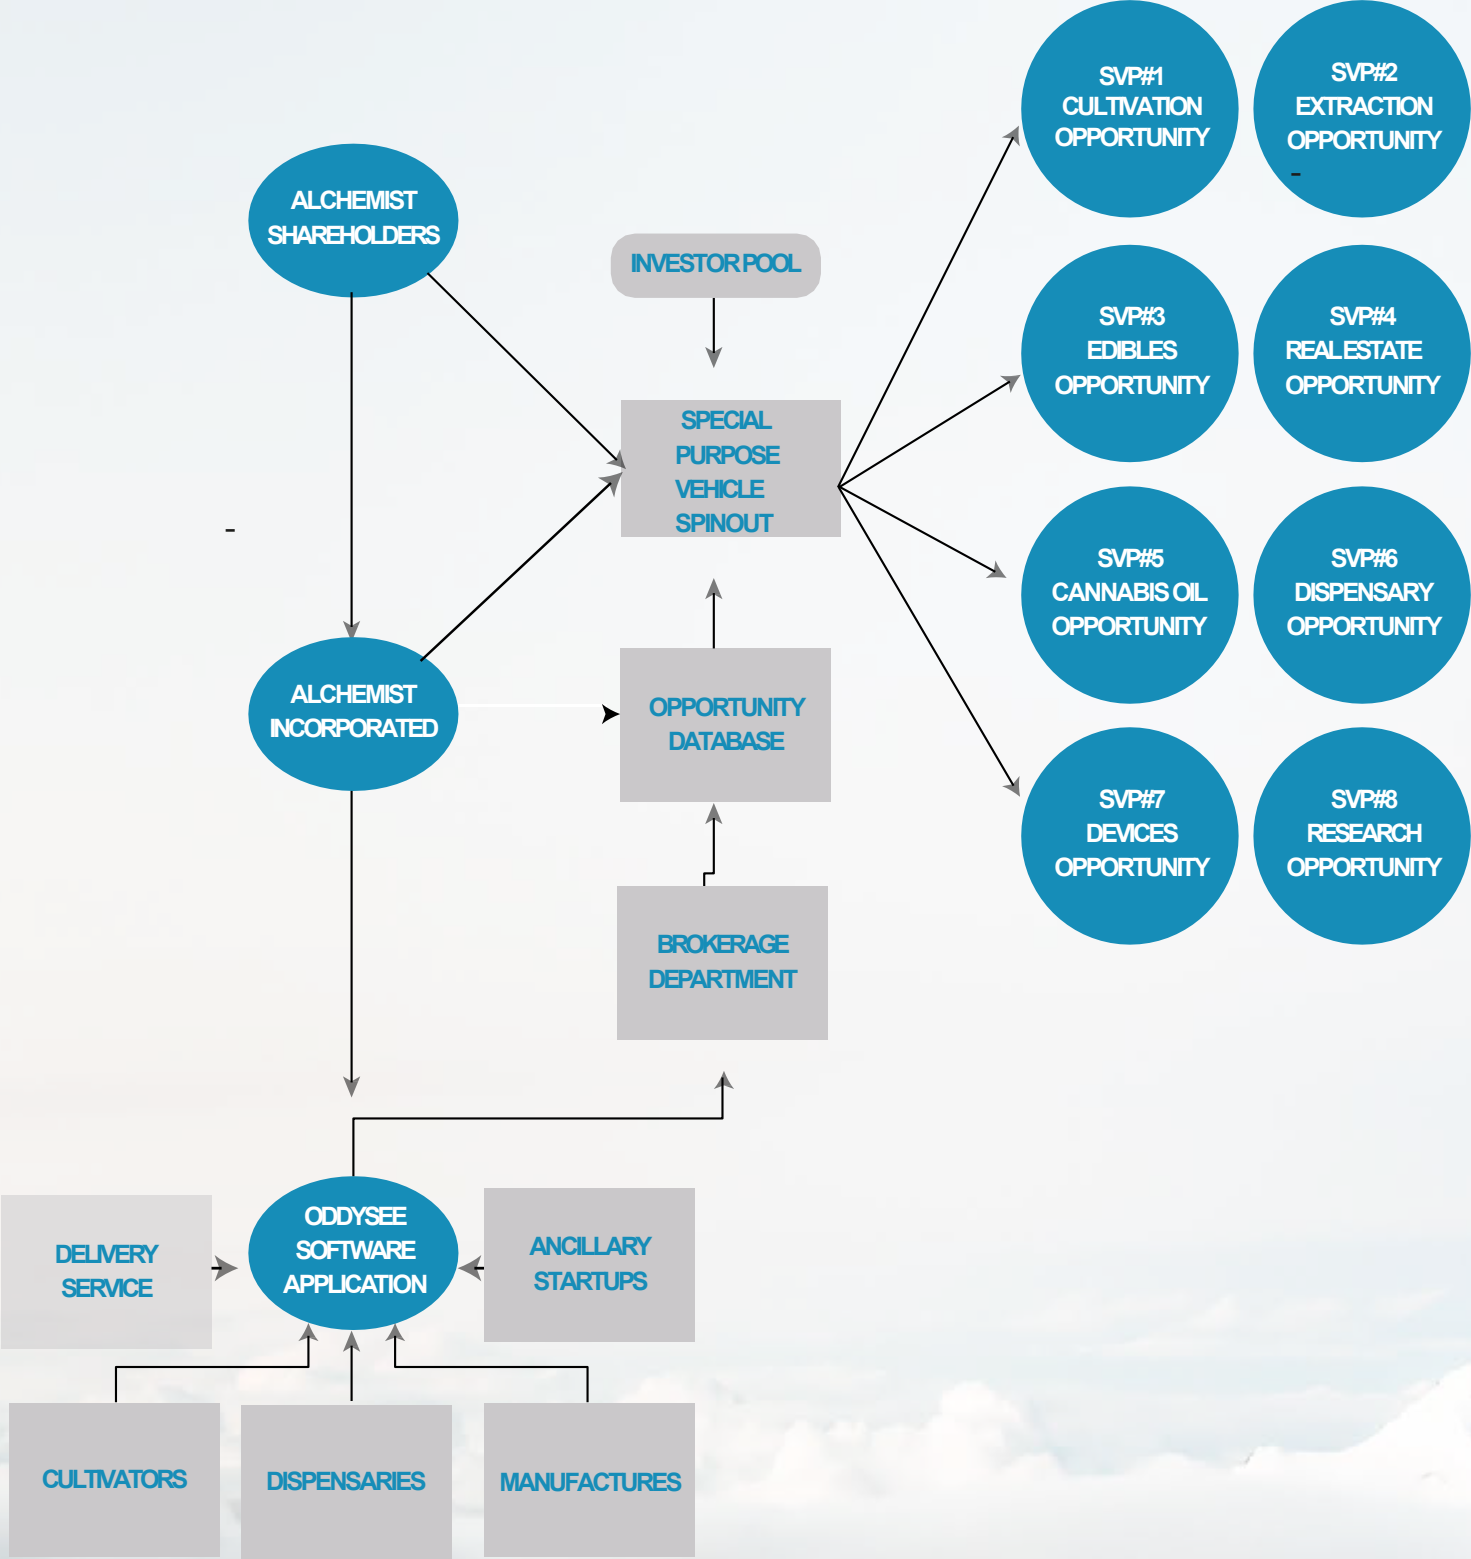 SVP#1
CULTIVATION
OPPORTUNITY
SVP#2
EXTRACTION
OPPORTUNITY
-
ALCHEMIST
SHAREHOLDERS
INVESTOR POOL
SVP#3
EDIBLES
OPPORTUNITY
SVP#4
REAL ESTATE
OPPORTUNITY
SPECIAL
PURPOSE
VEHICLE
SPINOUT
-
SVP#5
CANNABIS OIL
OPPORTUNITY
SVP#6
DISPENSARY
OPPORTUNITY
ALCHEMIST
INCORPORATED
OPPORTUNITY
DATABASE
SVP#7
DEVICES
OPPORTUNITY
SVP#8
RESEARCH
OPPORTUNITY
BROKERAGE
DEPARTMENT
DELIVERY
SERVICE
ODDYSEE
SOFTWARE
APPLICATION
ANCILLARY
STARTUPS
CULTIVATORS
DISPENSARIES
MANUFACTURES